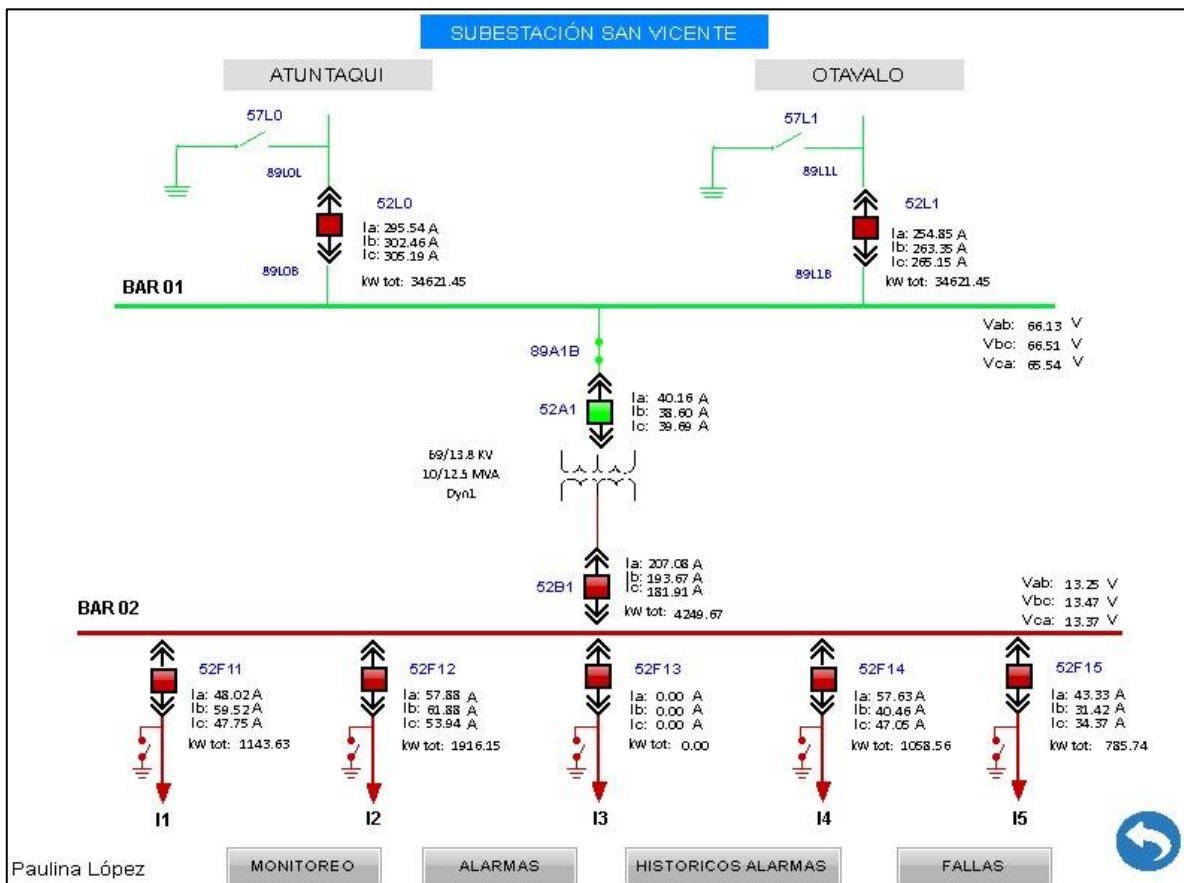 SUBESTACIÓN SAN VICENTE
ATUNTAQUI
OTAVALO
57L0
57L1
89L0L
89L1L
52L0
Ia: 295.54 A
Ib: 302.46 A
Ic: 305.19 A
kW tot: 34621.45
52L1
Ia: 254.85 A
Ib: 263.35 A
Ic: 265.15 A
kW tot: 34621.45
89L0B
89L1B
BAR 01
Vab: 66.13 V
Vbc: 66.51 V
Vca: 65.54 V
89A1B
52A1
Ia: 40.16 A
Ib: 38.60 A
Ic: 39.69 A
69/13.8 KV
10/12.5 MVA
Dyn1
52B1
Ia: 207.08 A
Ib: 193.67 A
Ic: 181.91 A
kW tot: 4249.67
BAR 02
Vab: 13.25 V
Vbc: 13.47 V
Vca: 13.37 V
52F11
Ia: 48.02 A
Ib: 59.52 A
Ic: 47.75 A
kW tot: 1143.63
52F12
Ia: 57.88 A
Ib: 61.88 A
Ic: 53.94 A
kW tot: 1916.15
52F13
Ia: 0.00 A
Ib: 0.00 A
Ic: 0.00 A
kW tot: 0.00
52F14
Ia: 57.63 A
Ib: 40.46 A
Ic: 47.05 A
kW tot: 1058.56
52F15
Ia: 43.33 A
Ib: 31.42 A
Ic: 34.37 A
kW tot: 785.74
I1
I2
I3
I4
I5
Paulina López
MONITOREO
ALARMAS
HISTORICOS ALARMAS
FALLAS